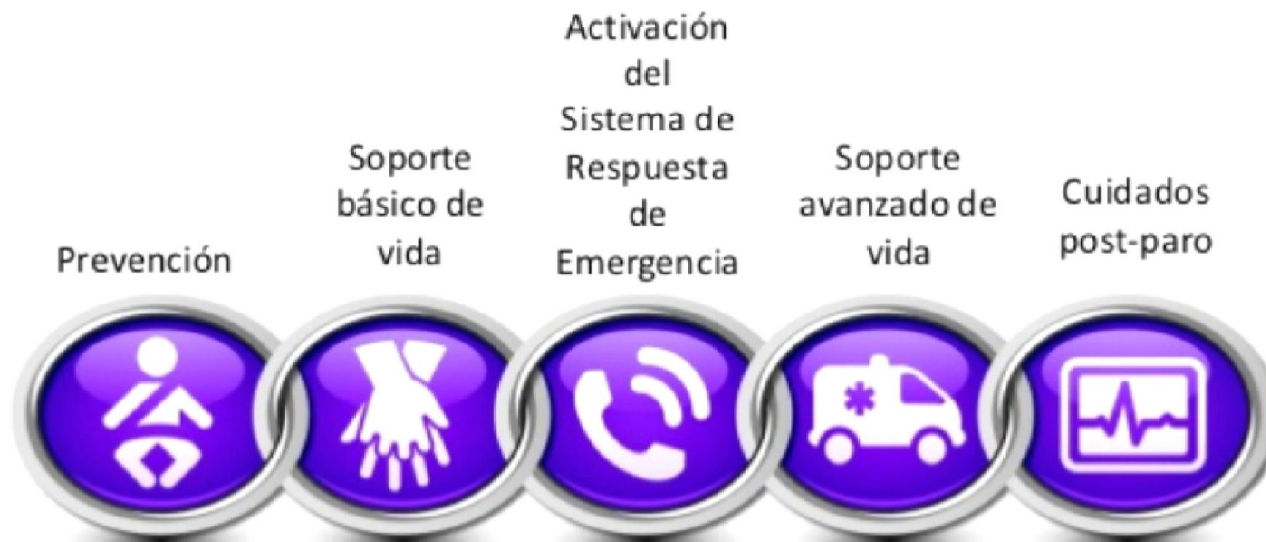 Prevención
Soporte
básico de
vida
Activación
del
Sistema de
Respuesta
de
Emergencia
Soporte
avanzado de
vida
Cuidados
post-paro